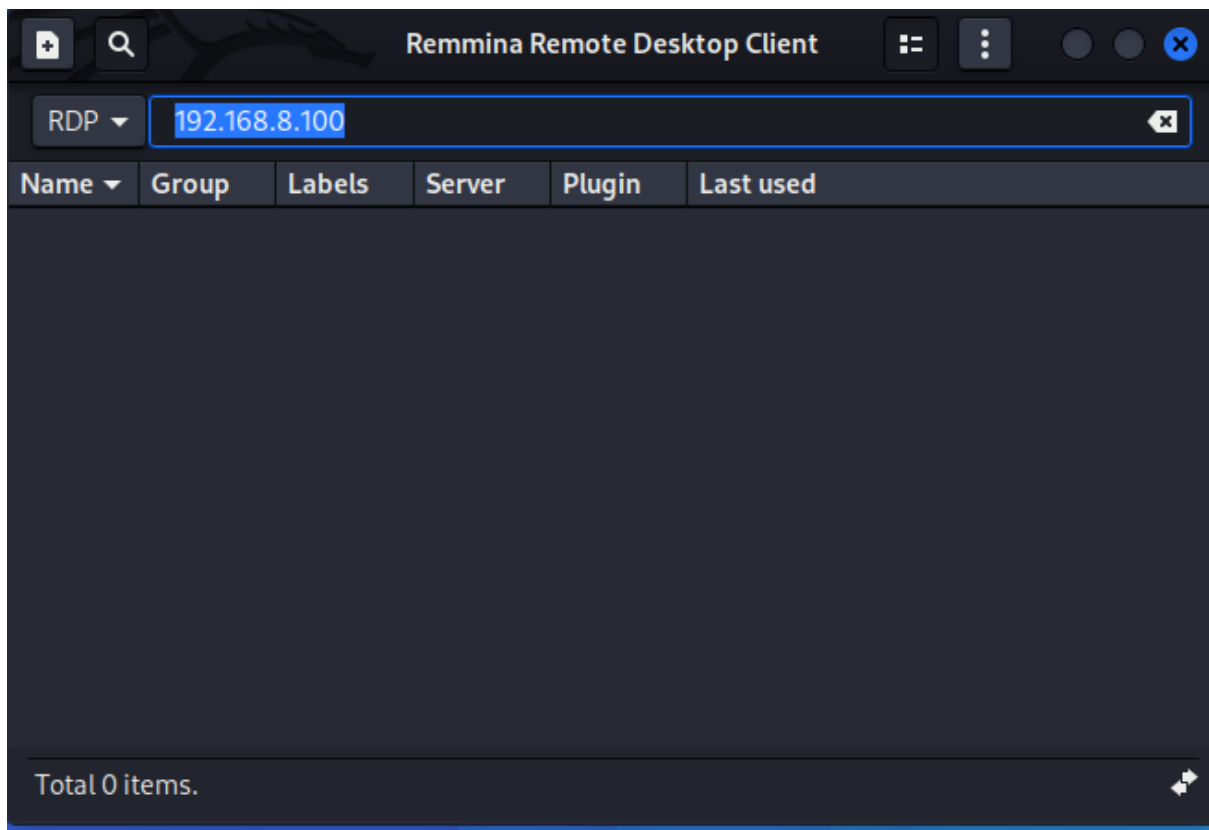 Remmina Remote Desktop Client
RDP 192.168.8.100
Name Group Labels Server Plugin Last used
Total 0 items.